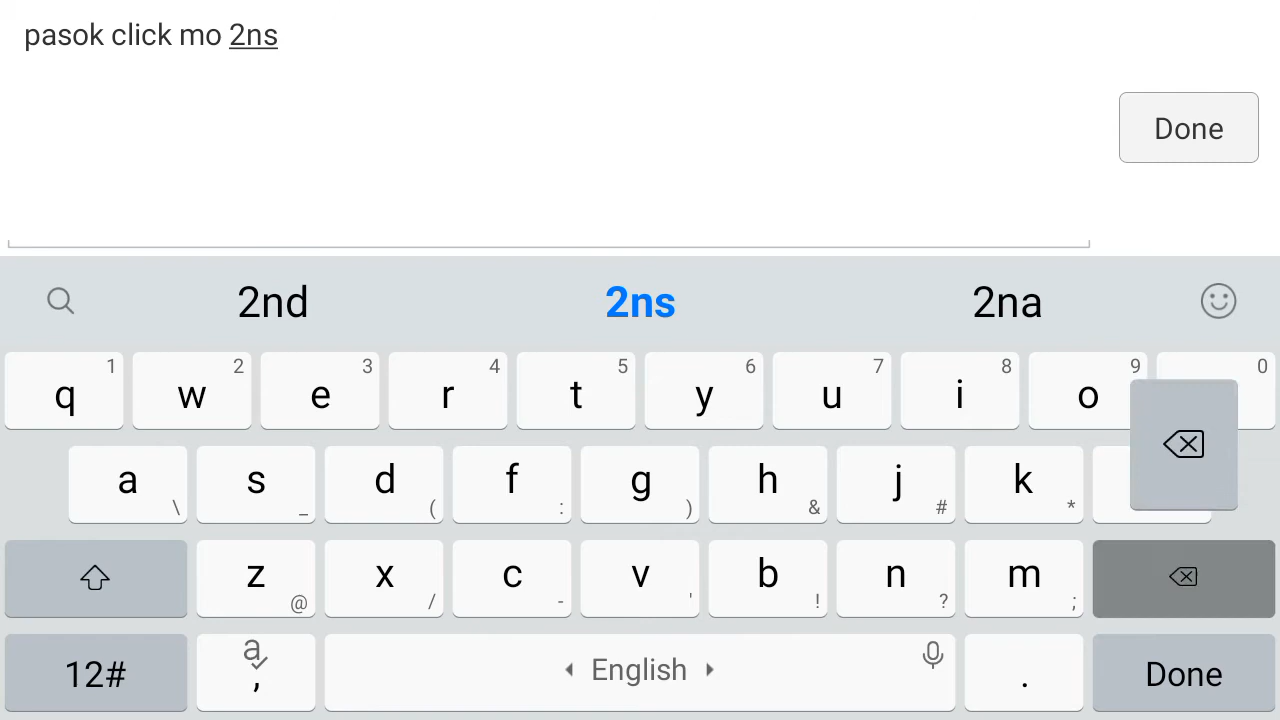 pasok click mo 2ns
Done
2nd 2ns 2na
q 1 w 2 e 3 r 4 t 5 y 6 u 7 i 8 o 9 0
a \ s _ d ( f : g ) h & j # k *
z @ x / c - v ' b ! n ? m ;
12# a , English . Done